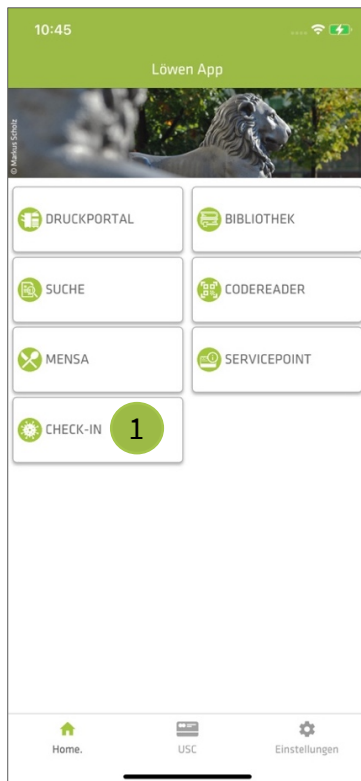 10:45
Löwen App
© Markus Scholz
DRUCKPORTAL
BIBLIOTHEK
SUCHE
CODEREADER
MENSA
SERVICEPOINT
CHECK-IN
1
Home.
USC
Einstellungen